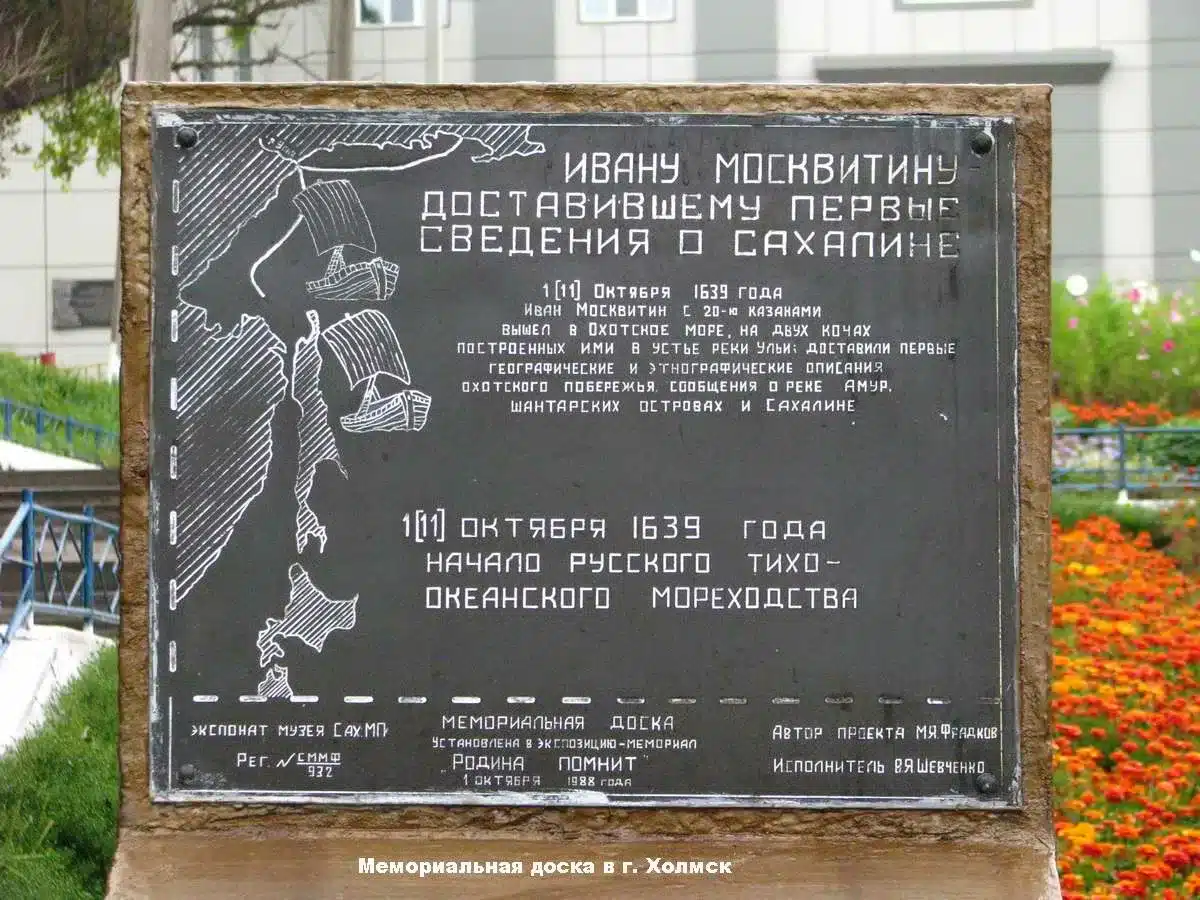 ИВАНУ МОСКВИТИНУ
ДОСТАВИВШЕМУ ПЕРВЫЕ
СВЕДЕНИЯ О САХАЛИНЕ
1 [11] ОКТЯБРЯ 1639 ГОДА
ИВАН МОСКВИТИН С 20-Ю КАЗАКАМИ
ВЫШЕЛ В ОХОТСКОЕ МОРЕ, НА ДВУХ КОЧАХ
ПОСТРОЕННЫХ ИМИ В УСТЬЕ РЕКИ УЛЬИ; ДОСТАВИЛИ ПЕРВЫЕ
ГЕОГРАФИЧЕСКИЕ И ЭТНОГРАФИЧЕСКИЕ ОПИСАНИЯ
ОХОТСКОГО ПОБЕРЕЖЬЯ. СООБЩЕНИЯ О РЕКЕ АМУР,
ШАНТАРСКИХ ОСТРОВАХ И САХАЛИНЕ
1 [11] ОКТЯБРЯ 1639 ГОДА
НАЧАЛО РУССКОГО ТИХО-
ОКЕАНСКОГО МОРЕХОДСТВА
ЭКСПОНАТ МУЗЕЯ САХ.МП
РЕГ. № СММФ
932
МЕМОРИАЛЬНАЯ ДОСКА
УСТАНОВЛЕНА В ЭКСПОЗИЦИЮ-МЕМОРИАЛ
"РОДИНА ПОМНИТ"
1 ОКТЯБРЯ 1988 ГОДА
АВТОР ПРОЕКТА М.Я.ФРАДКОВ
ИСПОЛНИТЕЛЬ В.Я.ШЕВЧЕНКО
Мемориальная доска в г. Холмск